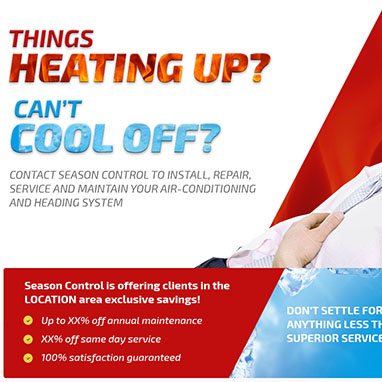 THINGS
HEATING UP?
CAN'T
COOL OFF?
CONTACT SEASON CONTROL TO INSTALL, REPAIR,
SERVICE AND MAINTAIN YOUR AIR-CONDITIONING
AND HEADING SYSTEM
Season Control is offering clients in the
LOCATION area exclusive savings!
Up to XX% off annual maintenance
XX% off same day service
100% satisfaction guaranteed
DON'T SETTLE FOR
ANYTHING LESS TH
SUPERIOR SERVICE